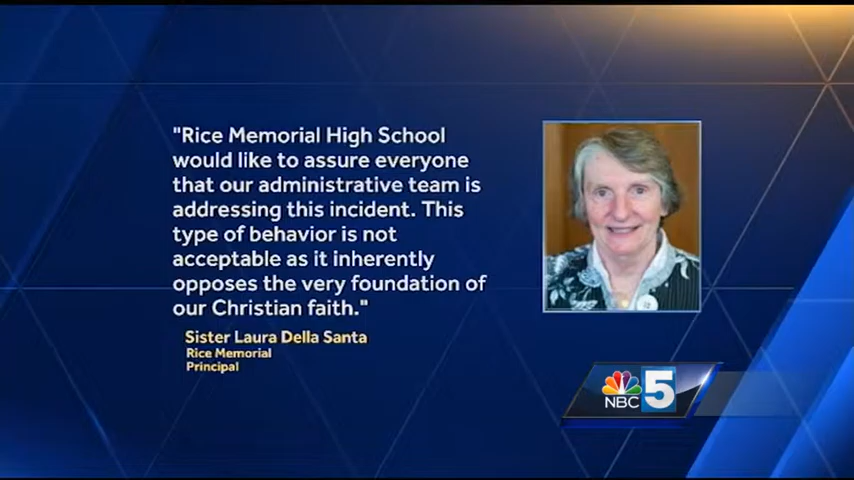 "Rice Memorial High School
would like to assure everyone
that our administrative team is
addressing this incident. This
type of behavior is not
acceptable as it inherently
opposes the very foundation of
our Christian faith."
Sister Laura Della Santa
Rice Memorial
Principal
NBC 5